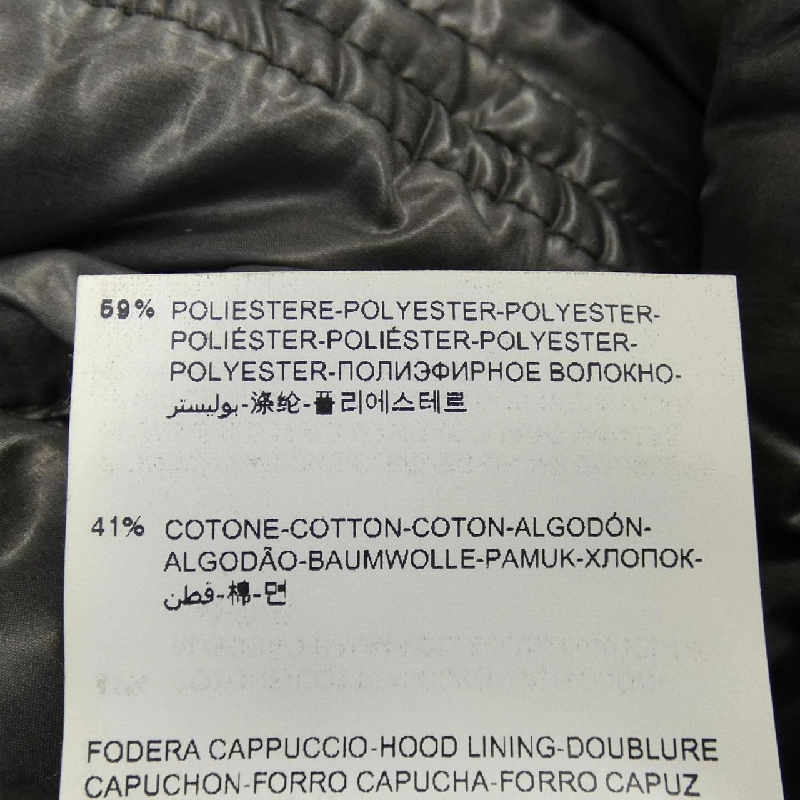 59% POLIESTERE-POLYESTER-POLYESTER-
POLIÉSTER-POLIÉSTER-POLYESTER-
POLYESTER-ПОЛИЭФИРНОЕ ВОЛОКНО-
بوليستر-涤纶-폴리에스테르
41% COTONE-COTTON-COTON-ALGODÓN-
ALGODÃO-BAUMWOLLE-PAMUK-ХЛОПОК-
قطن-棉-면
FODERA CAPPUCCIO-HOOD LINING-DOUBLURE
CAPUCHON-FORRO CAPUCHA-FORRO CAPUZ